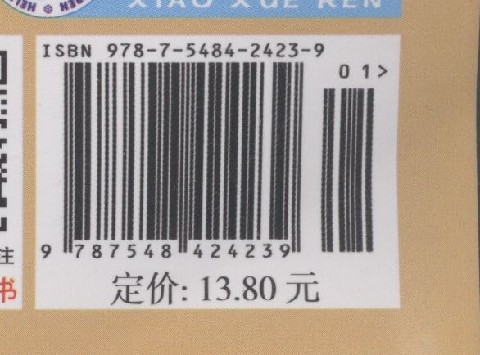 XIAO XUE REN
ISBN 978-7-5484-2423-9
01>
9 787548 424239
定价: 13.80 元
注
书